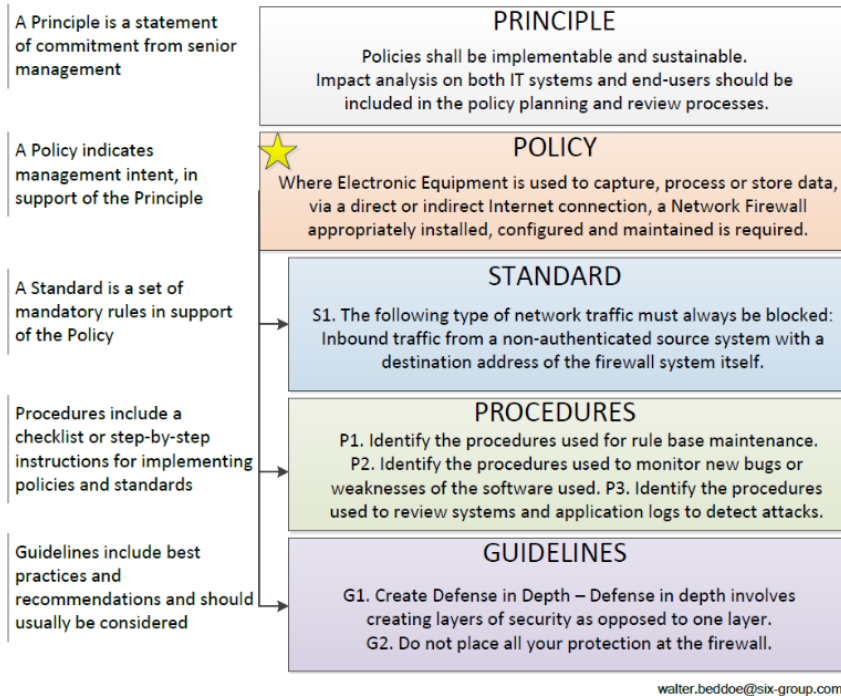 A Principle is a statement
of commitment from senior
management
PRINCIPLE
Policies shall be implementable and sustainable.
Impact analysis on both IT systems and end-users should be
included in the policy planning and review processes.
A Policy indicates
management intent, in
support of the Principle
POLICY
Where Electronic Equipment is used to capture, process or store data,
via a direct or indirect Internet connection, a Network Firewall
appropriately installed, configured and maintained is required.
A Standard is a set of
mandatory rules in support
of the Policy
STANDARD
S1. The following type of network traffic must always be blocked:
Inbound traffic from a non-authenticated source system with a
destination address of the firewall system itself.
Procedures include a
checklist or step-by-step
instructions for implementing
policies and standards
PROCEDURES
P1. Identify the procedures used for rule base maintenance.
P2. Identify the procedures used to monitor new bugs or
weaknesses of the software used. P3. Identify the procedures
used to review systems and application logs to detect attacks.
Guidelines include best
practices and
recommendations and should
usually be considered
GUIDELINES
G1. Create Defense in Depth – Defense in depth involves
creating layers of security as opposed to one layer.
G2. Do not place all your protection at the firewall.
walter.beddoe@six-group.com